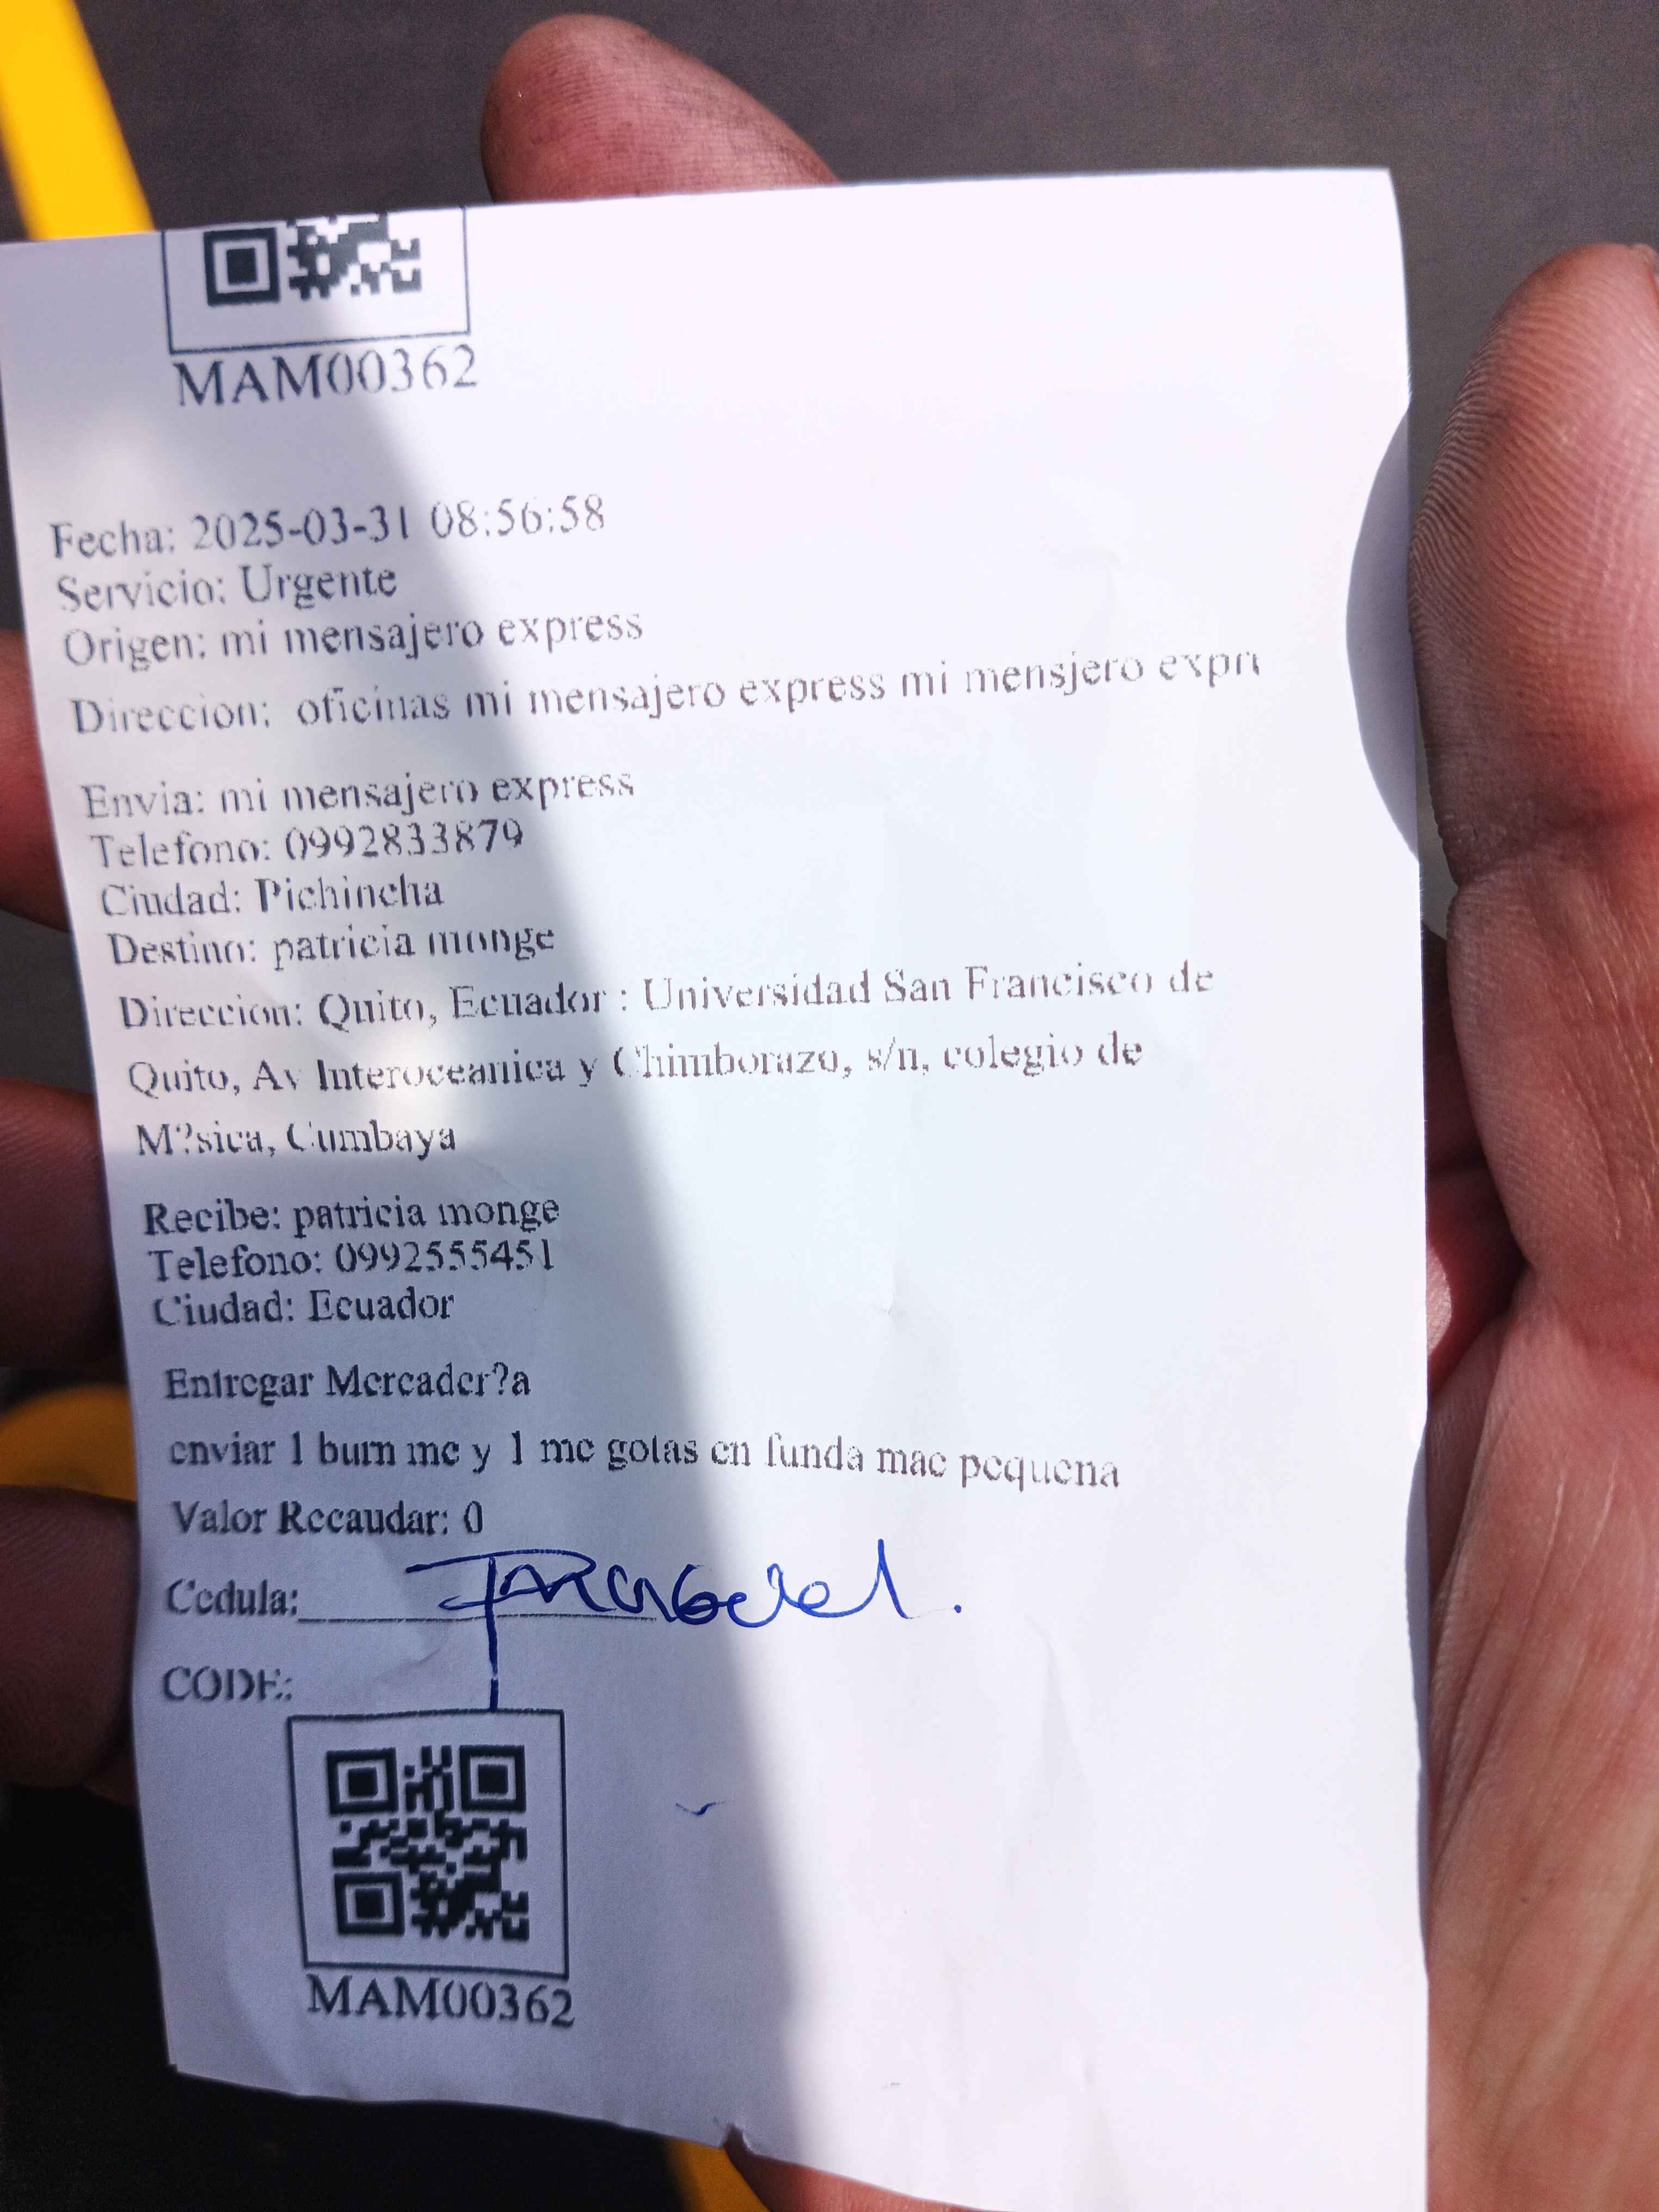 MAM00362
Fecha: 2025-03-31 08:56:58
Servicio: Urgente
Origen: mi mensajero express
Direccion: oficinas mi mensajero express mi mensjero expr
Envia: mi mensajero express
Telefono: 0992833879
Ciudad: Pichincha
Destino: patricia monge
Direccion: Quito, Ecuador : Universidad San Francisco de
Quito, Av Interoceanica y Chimborazo, s/n, colegio de
M?sica, Cumbaya
Recibe: patricia monge
Telefono: 0992555451
Ciudad: Ecuador
Entregar Mercader?a
enviar 1 burn mc y 1 mc gotas en funda mac pequena
Valor Recaudar: 0
Cedula:
CODE:
MAM00362